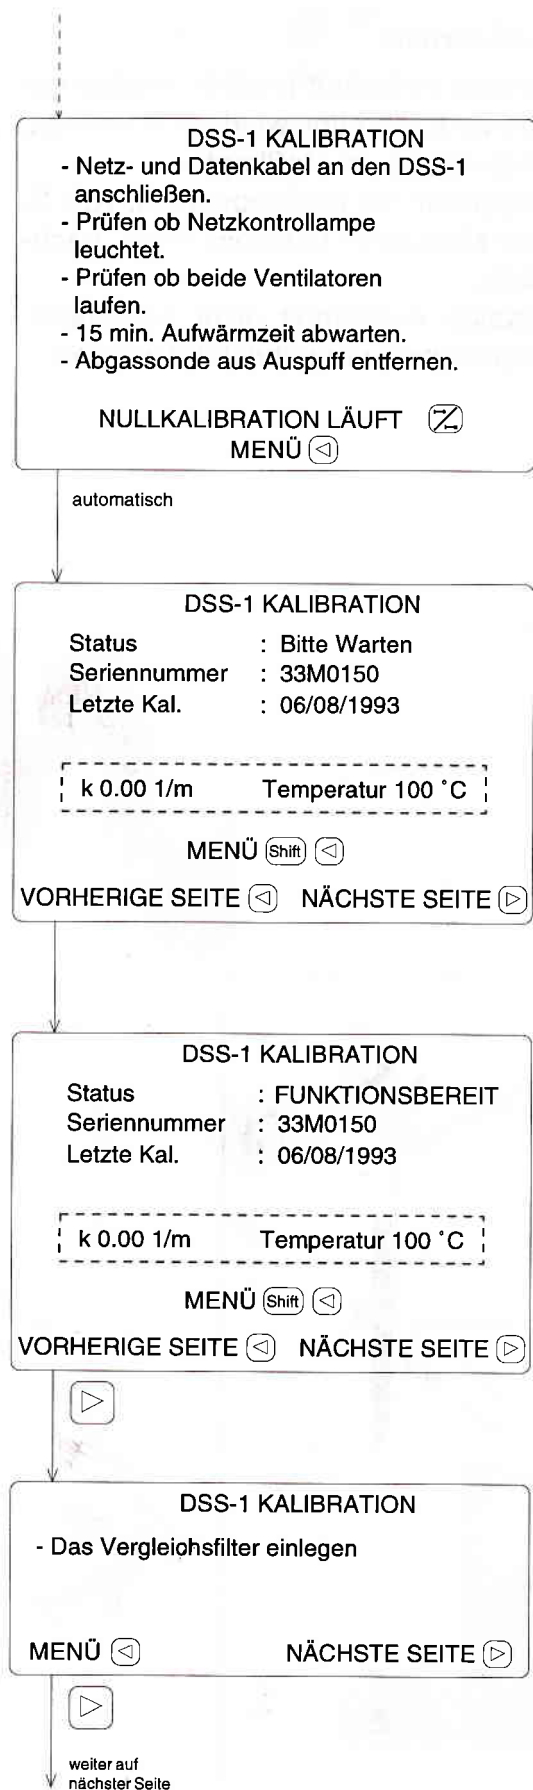 DSS-1 KALIBRATION
- Netz- und Datenkabel an den DSS-1
anschließen.
- Prüfen ob Netzkontrollampe
leuchtet.
- Prüfen ob beide Ventilatoren
laufen.
- 15 min. Aufwärmzeit abwarten.
- Abgassonde aus Auspuff entfernen.
NULLKALIBRATION LÄUFT
MENÜ
automatisch
DSS-1 KALIBRATION
Status : Bitte Warten
Seriennummer : 33M0150
Letzte Kal. : 06/08/1993
k 0.00 1/m Temperatur 100 °C
MENÜ Shift
VORHERIGE SEITE NÄCHSTE SEITE
DSS-1 KALIBRATION
Status : FUNKTIONSBEREIT
Seriennummer : 33M0150
Letzte Kal. : 06/08/1993
k 0.00 1/m Temperatur 100 °C
MENÜ Shift
VORHERIGE SEITE NÄCHSTE SEITE
DSS-1 KALIBRATION
- Das Vergleichsfilter einlegen
MENÜ NÄCHSTE SEITE
weiter auf
nächster Seite